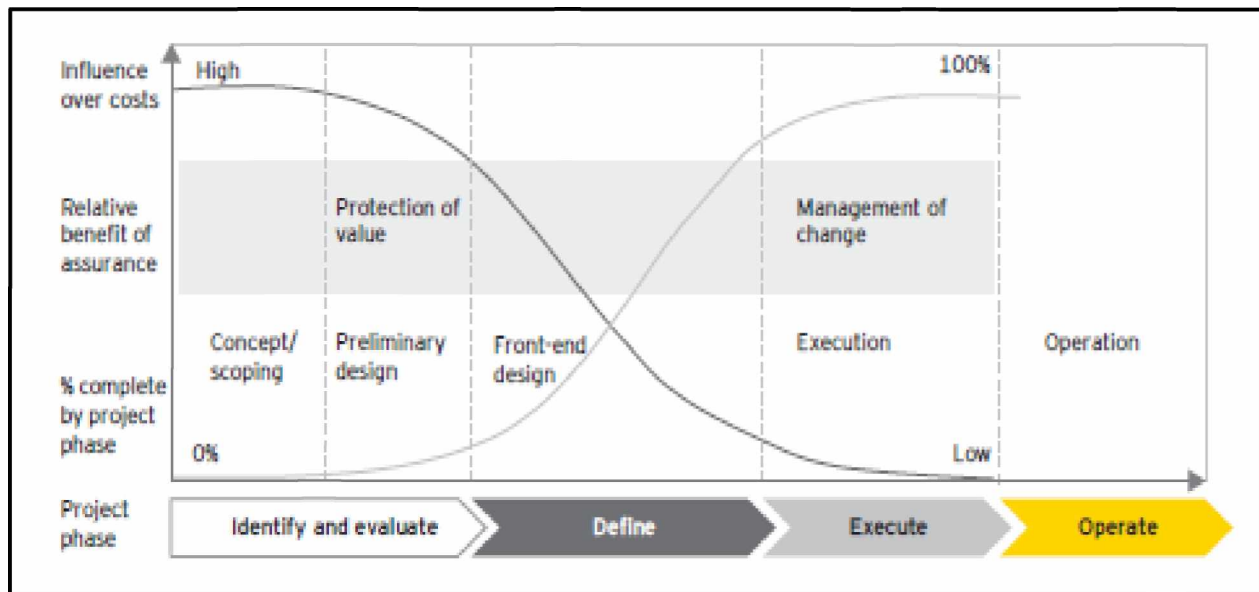 Influence
over costs
High
100%
Relative
benefit of
assurance
Protection of
value
Management of
change
Concept/
scoping
Preliminary
design
Front-end
design
Execution
Operation
% complete
by project
phase
0%
Low
Project
phase
Identify and evaluate
Define
Execute
Operate